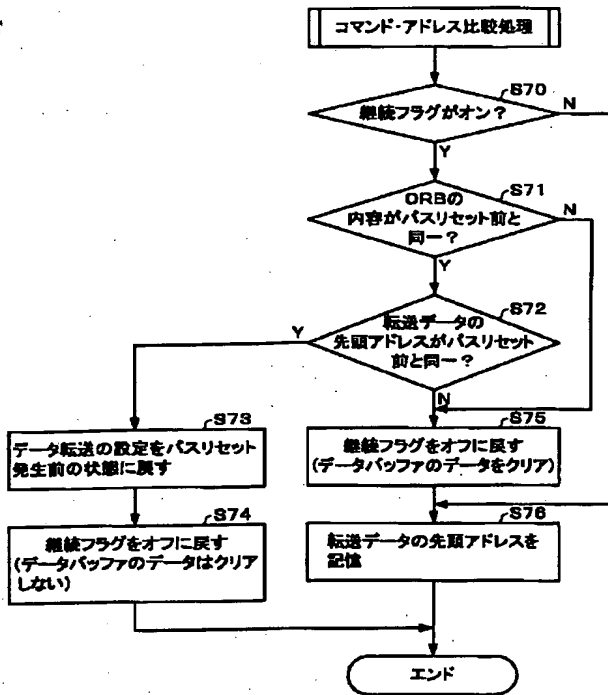 コマンド・アドレス比較処理
S70
継続フラグがオン?
N
Y
S71
ORBの
内容がバスリセット前と
同一?
N
Y
S72
転送データの
先頭アドレスがバスリセット
前と同一?
Y
N
S73
データ転送の設定をバスリセット
発生前の状態に戻す
S75
継続フラグをオフに戻す
(データバッファのデータをクリア)
S74
継続フラグをオフに戻す
(データバッファのデータはクリア
しない)
S76
転送データの先頭アドレスを
記憶
エンド